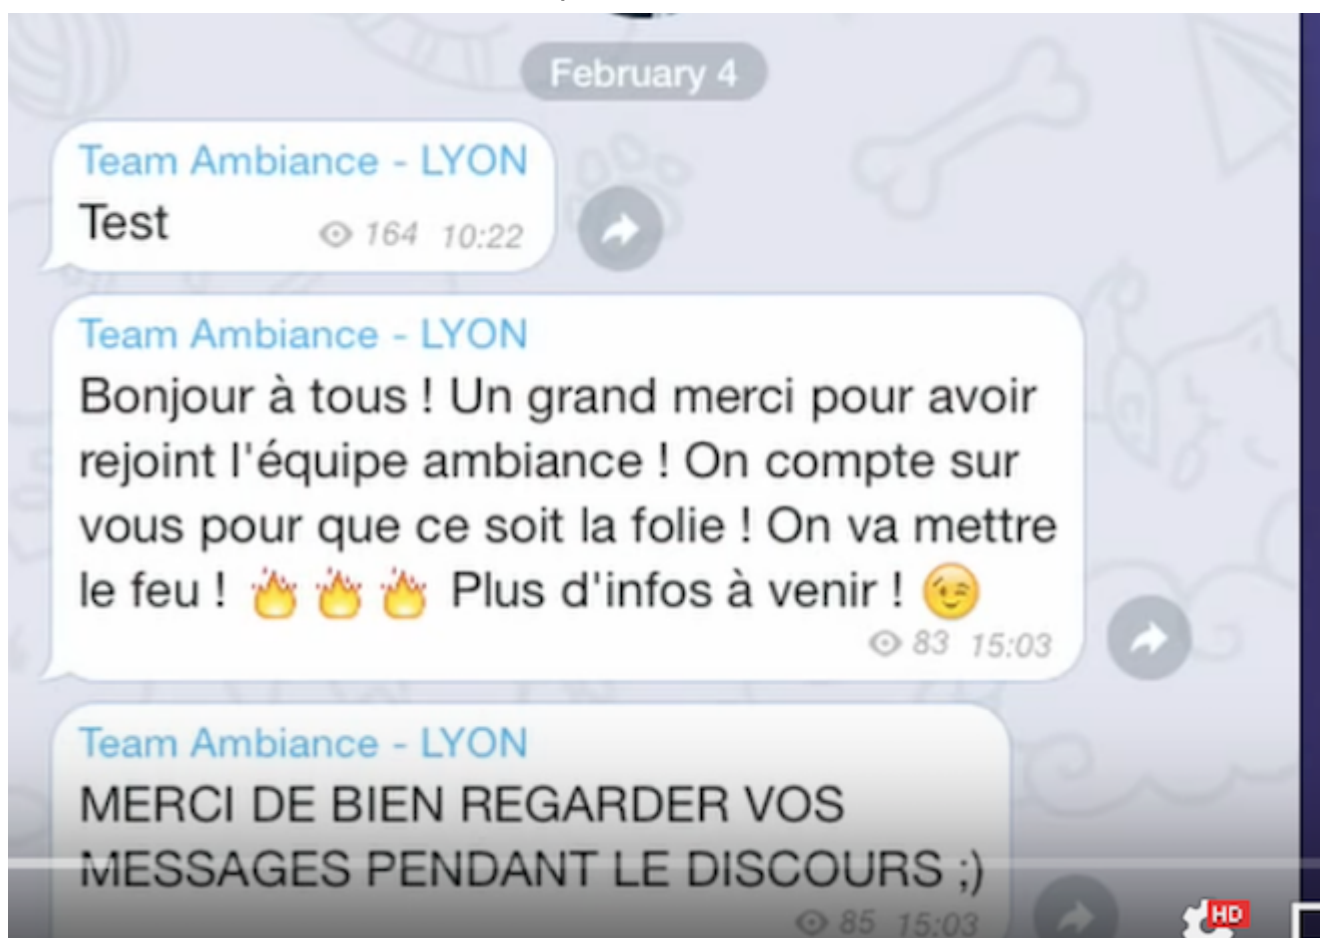 February 4
Team Ambiance - LYON
Test
164 10:22
Team Ambiance - LYON
Bonjour à tous ! Un grand merci pour avoir
rejoint l'équipe ambiance ! On compte sur
vous pour que ce soit la folie ! On va mettre
le feu ! 🔥 🔥 🔥 Plus d'infos à venir ! 😉
83 15:03
Team Ambiance - LYON
MERCI DE BIEN REGARDER VOS
MESSAGES PENDANT LE DISCOURS ;)
85 15:03
HD